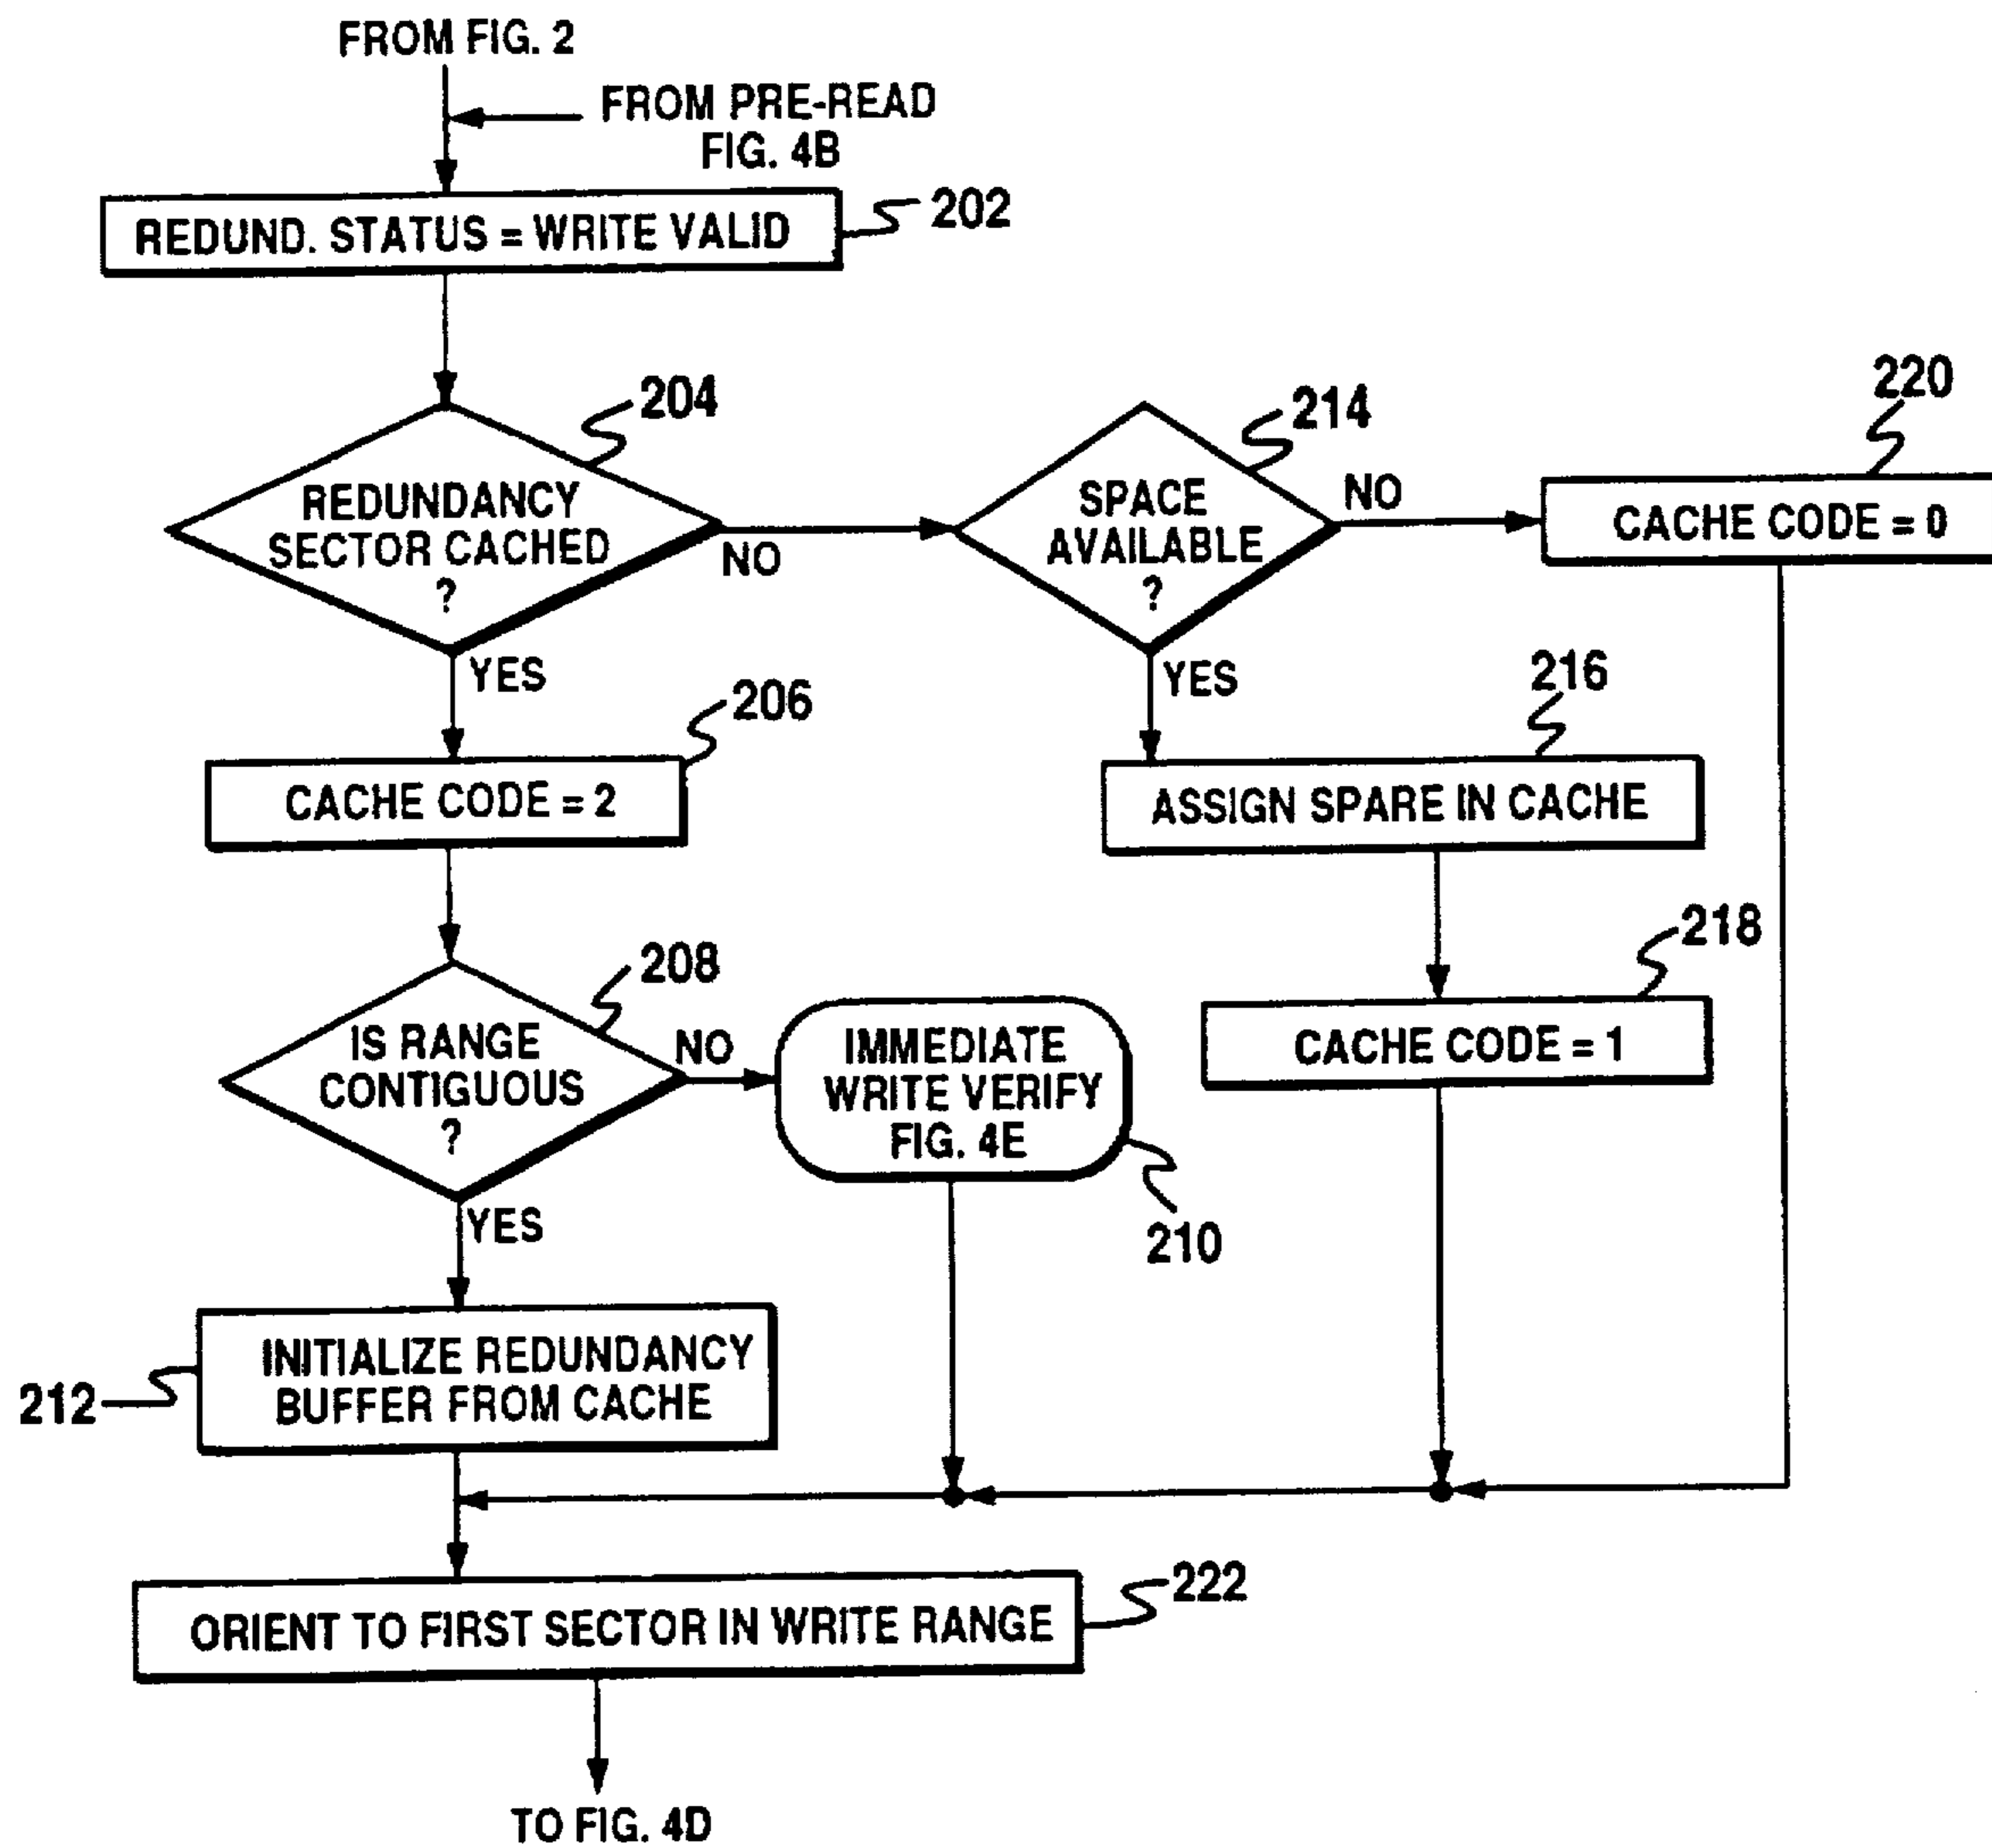 FROM FIG. 2
FROM PRE-READ
FIG. 4B
REDUND. STATUS = WRITE VALID
202
204
REDUNDANCY
SECTOR CACHED
?
NO
YES
214
SPACE
AVAILABLE
?
NO
YES
220
CACHE CODE = 0
206
CACHE CODE = 2
216
ASSIGN SPARE IN CACHE
208
IS RANGE
CONTIGUOUS
?
NO
YES
IMMEDIATE
WRITE VERIFY
FIG. 4E
210
218
CACHE CODE = 1
212
INITIALIZE REDUNDANCY
BUFFER FROM CACHE
222
ORIENT TO FIRST SECTOR IN WRITE RANGE
TO FIG. 4D